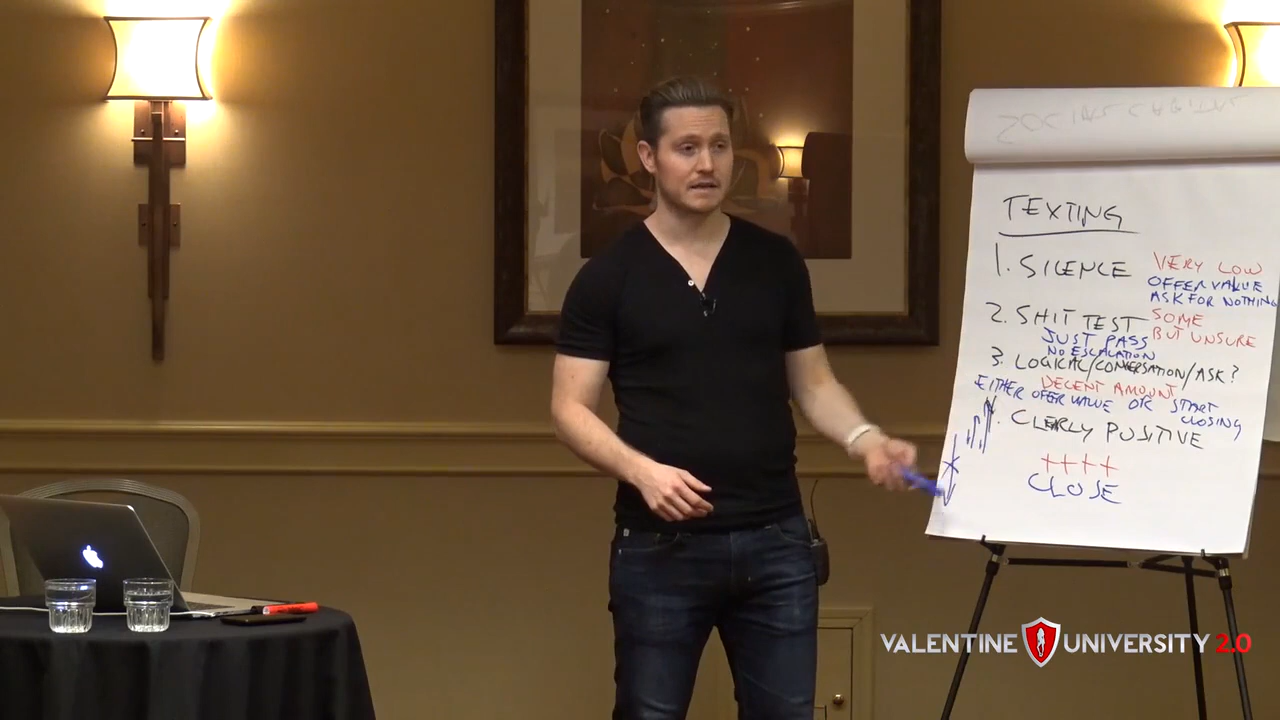 TEXTING
1. SILENCE
VERY LOW
OFFER VALUE
ASK FOR NOTHING
2. SHIT TEST
SOME
BUT UNSURE
JUST PASS
NO ESCALATION
3. LOGICAL/CONVERSATION/ASK?
DECENT AMOUNT
EITHER OFFER VALUE OR START
CLOSING
CLERLY POSITIVE
++++
CLOSE
VALENTINE UNIVERSITY 2.0